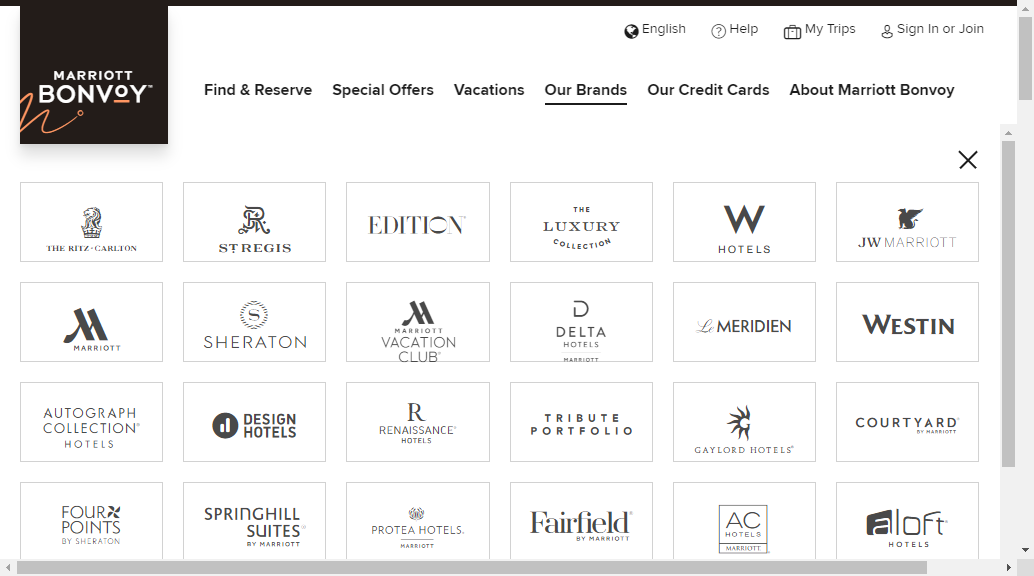 English
Help
My Trips
Sign In or Join
MARRIOTT
BONVOY™
Find & Reserve
Special Offers
Vacations
Our Brands
Our Credit Cards
About Marriott Bonvoy
THE RITZ-CARLTON
ST REGIS
EDITION
THE
LUXURY
COLLECTION
W
HOTELS
JW MARRIOTT
MARRIOTT
S
SHERATON
MARRIOTT
VACATION
CLUB®
D
DELTA
HOTELS
MARRIOTT
Le MERIDIEN
WESTIN
AUTOGRAPH
COLLECTION®
HOTELS
DESIGN
HOTELS
R
RENAISSANCE®
HOTELS
TRIBUTE
PORTFOLIO
G
GAYLORD HOTELS®
COURTYARD®
BY MARRIOTT
FOUR
POINTS
BY SHERATON
SPRINGHILL
SUITES®
BY MARRIOTT
PROTEA HOTELS®
MARRIOTT
Fairfield®
BY MARRIOTT
AC
HOTELS
MARRIOTT
aloft®
HOTELS